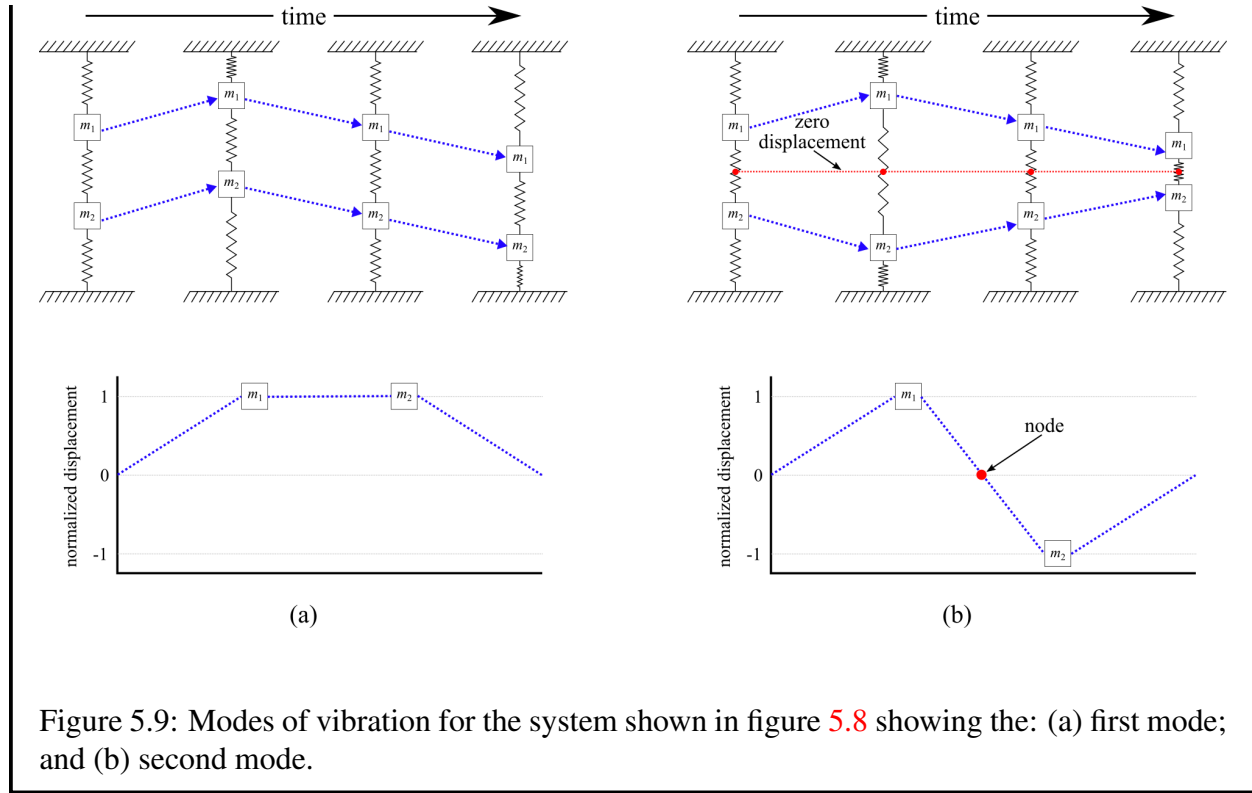 time
time
m1
m1
m1
m1
m2
m2
m2
m2
m1
m1
m1
m1
zero
displacement
m2
m2
m2
m2
normalized displacement
1
0
-1
m1
m2
normalized displacement
1
0
-1
m1
node
m2
(a)
(b)
Figure 5.9: Modes of vibration for the system shown in figure 5.8 showing the: (a) first mode;
and (b) second mode.